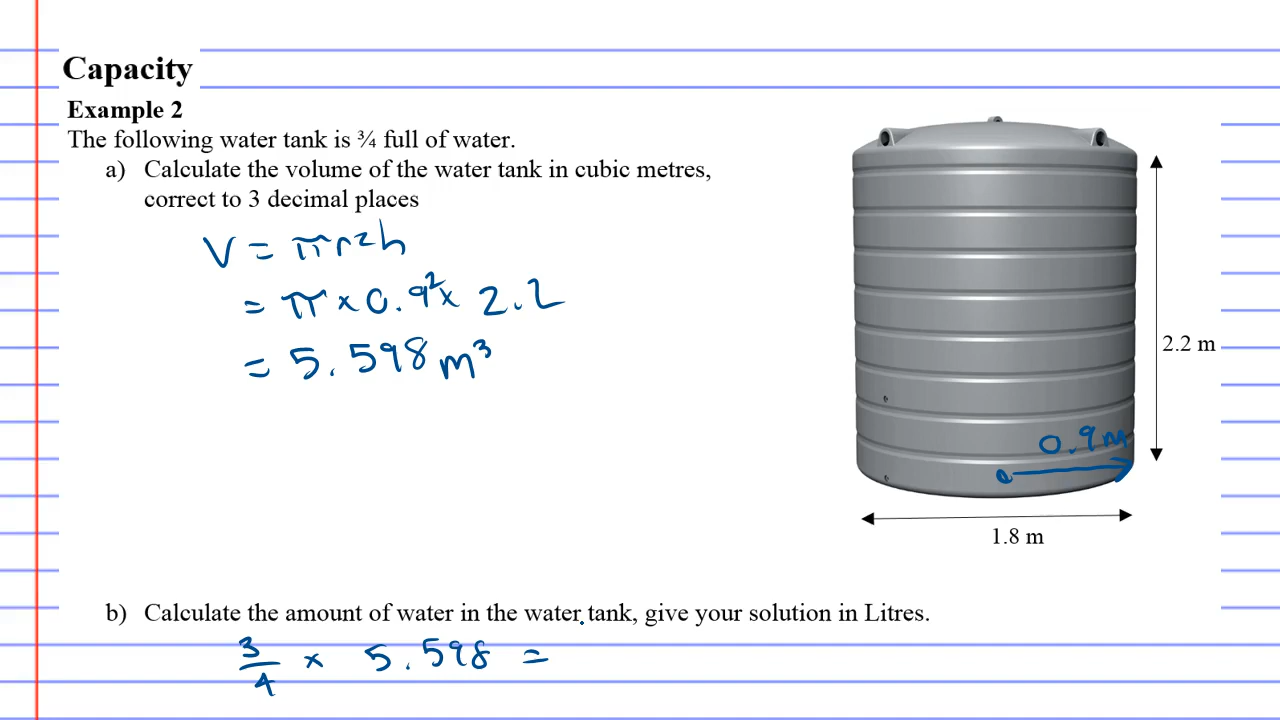 Capacity
Example 2
The following water tank is ¾ full of water.
a) Calculate the volume of the water tank in cubic metres,
correct to 3 decimal places
V = πr²h
= π × 0.9² × 2.2
= 5.598 m³
2.2 m
0.9m
1.8 m
b) Calculate the amount of water in the water tank, give your solution in Litres.
3/4 × 5.598 =